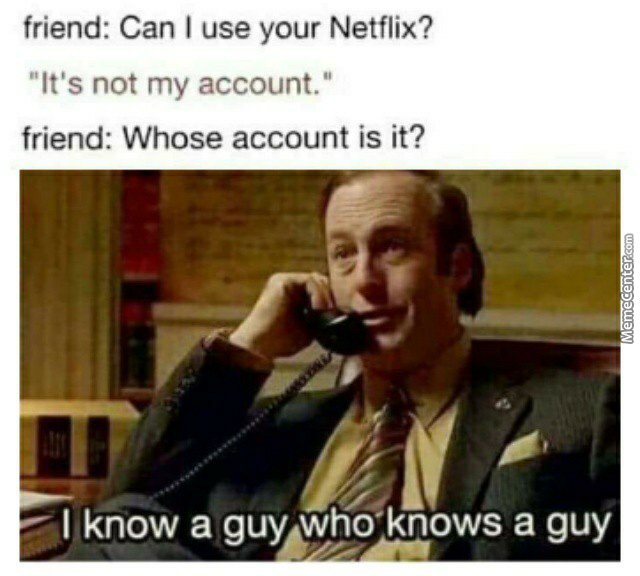 friend: Can I use your Netflix?
"It's not my account."
friend: Whose account is it?
MemeCenter.com
I know a guy who knows a guy